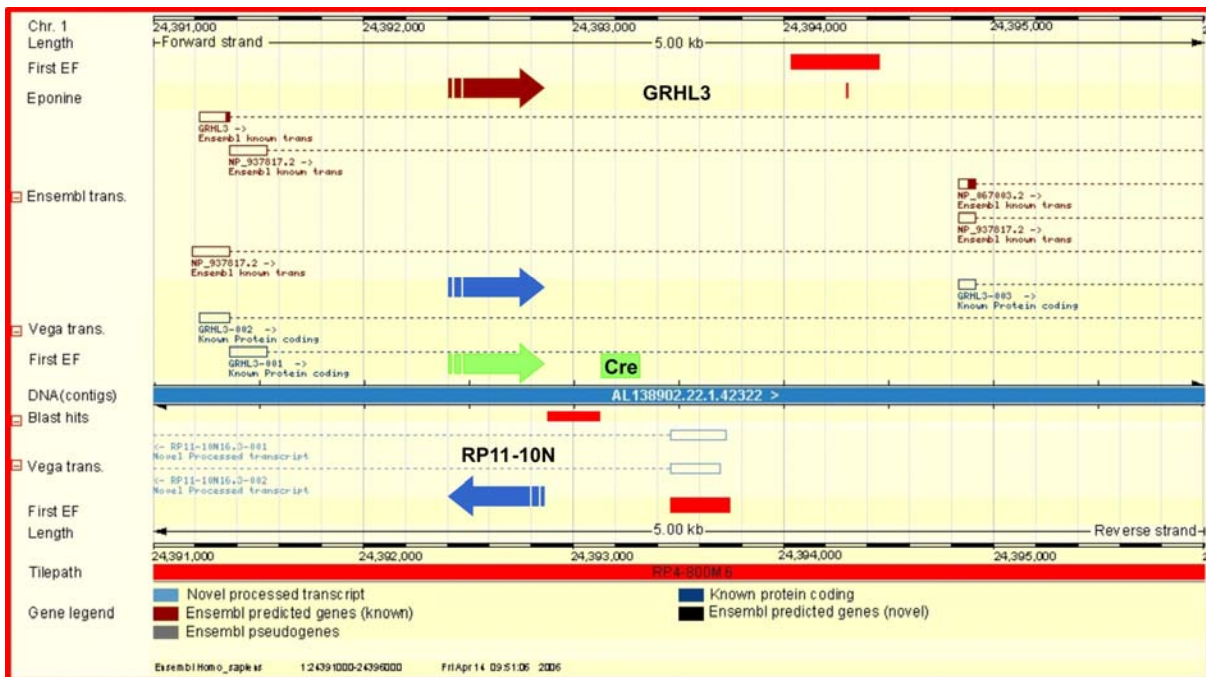 Chr. 1
24,391,000 24,392,000 24,393,000 24,394,000 24,395,000
Length
Forward strand 5.00 kb
First EF
Eponine
GRHL3
GRHL3 ->
Ensembl known trans
NP_937817.2 ->
Ensembl known trans
Ensembl trans.
NP_067003.2 ->
Ensembl known trans
NP_937817.2 ->
Ensembl known trans
NP_937817.2 ->
Ensembl known trans
GRHL3-003 ->
Known Protein coding
Vega trans.
GRHL3-002 ->
Known Protein coding
First EF
GRHL3-001 ->
Known Protein coding
Cre
DNA(contigs)
AL138902.22.1.42322 >
Blast hits
<- RP11-10N16.3-001
Novel Processed transcript
RP11-10N
Vega trans.
<- RP11-10N16.3-002
Novel Processed transcript
First EF
Length
5.00 kb Reverse strand
24,391,000 24,392,000 24,393,000 24,394,000 24,395,000
Tilepath
RP4-800M6
Gene legend
Novel processed transcript Known protein coding
Ensembl predicted genes (known) Ensembl predicted genes (novel)
Ensembl pseudogenes
Ensembl Homo_sapiens 1:24391000-24396000 Fri Apr 14 09:51:06 2006